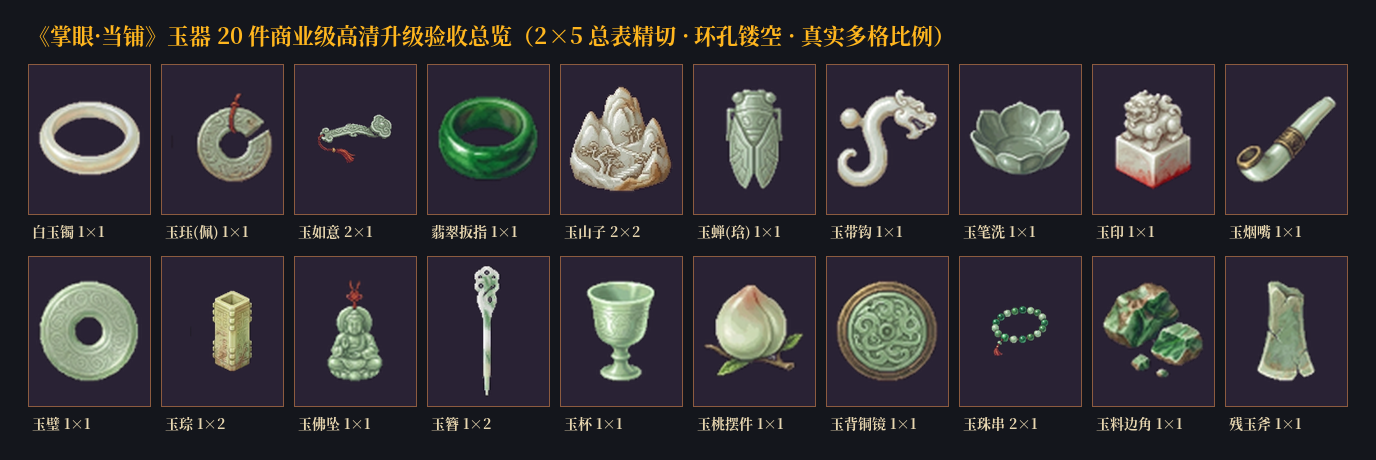 《掌眼·当铺》玉器 20 件商业级高清升级验收总览（2×5 总表精切 · 环孔镂空 · 真实多格比例）
白玉镯 1×1
玉珏(佩) 1×1
玉如意 2×1
翡翠扳指 1×1
玉山子 2×2
玉蝉(琀) 1×1
玉带钩 1×1
玉笔洗 1×1
玉印 1×1
玉烟嘴 1×1
玉璧 1×1
玉琮 1×2
玉佛坠 1×1
玉簪 1×2
玉杯 1×1
玉桃摆件 1×1
玉背铜镜 1×1
玉珠串 2×1
玉料边角 1×1
残玉斧 1×1